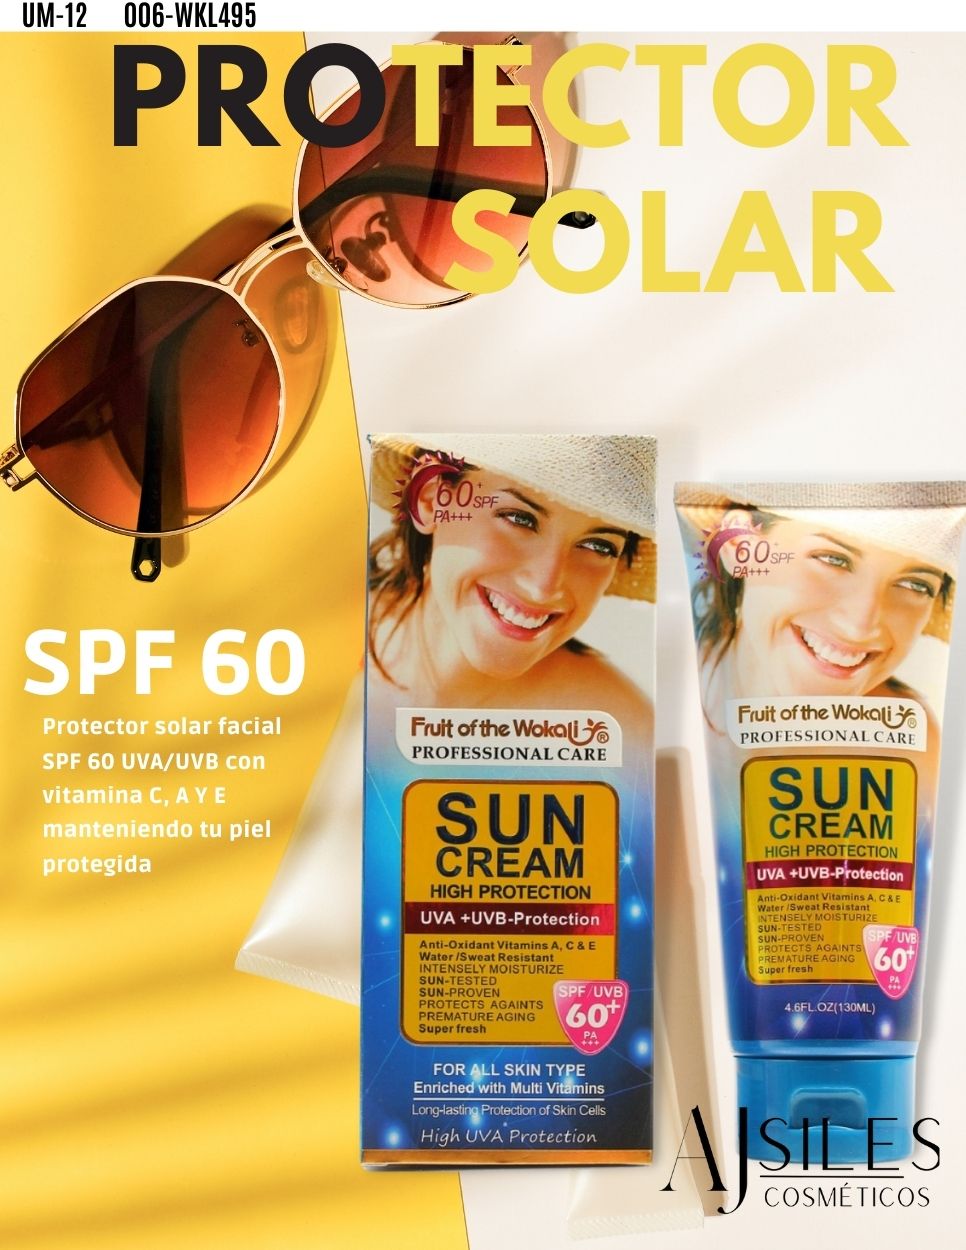 UM-12 006-WKL495
PROTECTOR
SOLAR
SPF 60
Protector solar facial
SPF 60 UVA/UVB con
vitamina C, A Y E
manteniendo tu piel
protegida
60+ SPF
PA+++
Fruit of the Wokali ®
PROFESSIONAL CARE
SUN
CREAM
HIGH PROTECTION
UVA +UVB-Protection
Anti-Oxidant Vitamins A, C & E
Water /Sweat Resistant
INTENSELY MOISTURIZE
SUN-TESTED
SUN-PROVEN
PROTECTS AGAINTS
PREMATURE AGING
Super fresh
SPF/UVB
60+
PA
+++
FOR ALL SKIN TYPE
Enriched with Multi Vitamins
Long-lasting Protection of Skin Cells
High UVA Protection
60+ SPF
PA+++
Fruit of the Wokali ®
PROFESSIONAL CARE
SUN
CREAM
HIGH PROTECTION
UVA +UVB-Protection
Anti-Oxidant Vitamins A, C & E
Water /Sweat Resistant
INTENSELY MOISTURIZE
SUN-TESTED
SUN-PROVEN
PROTECTS AGAINTS
PREMATURE AGING
Super fresh
SPF/UVB
60+
PA
+++
4.6FL.OZ(130ML)
AJSILES
COSMÉTICOS